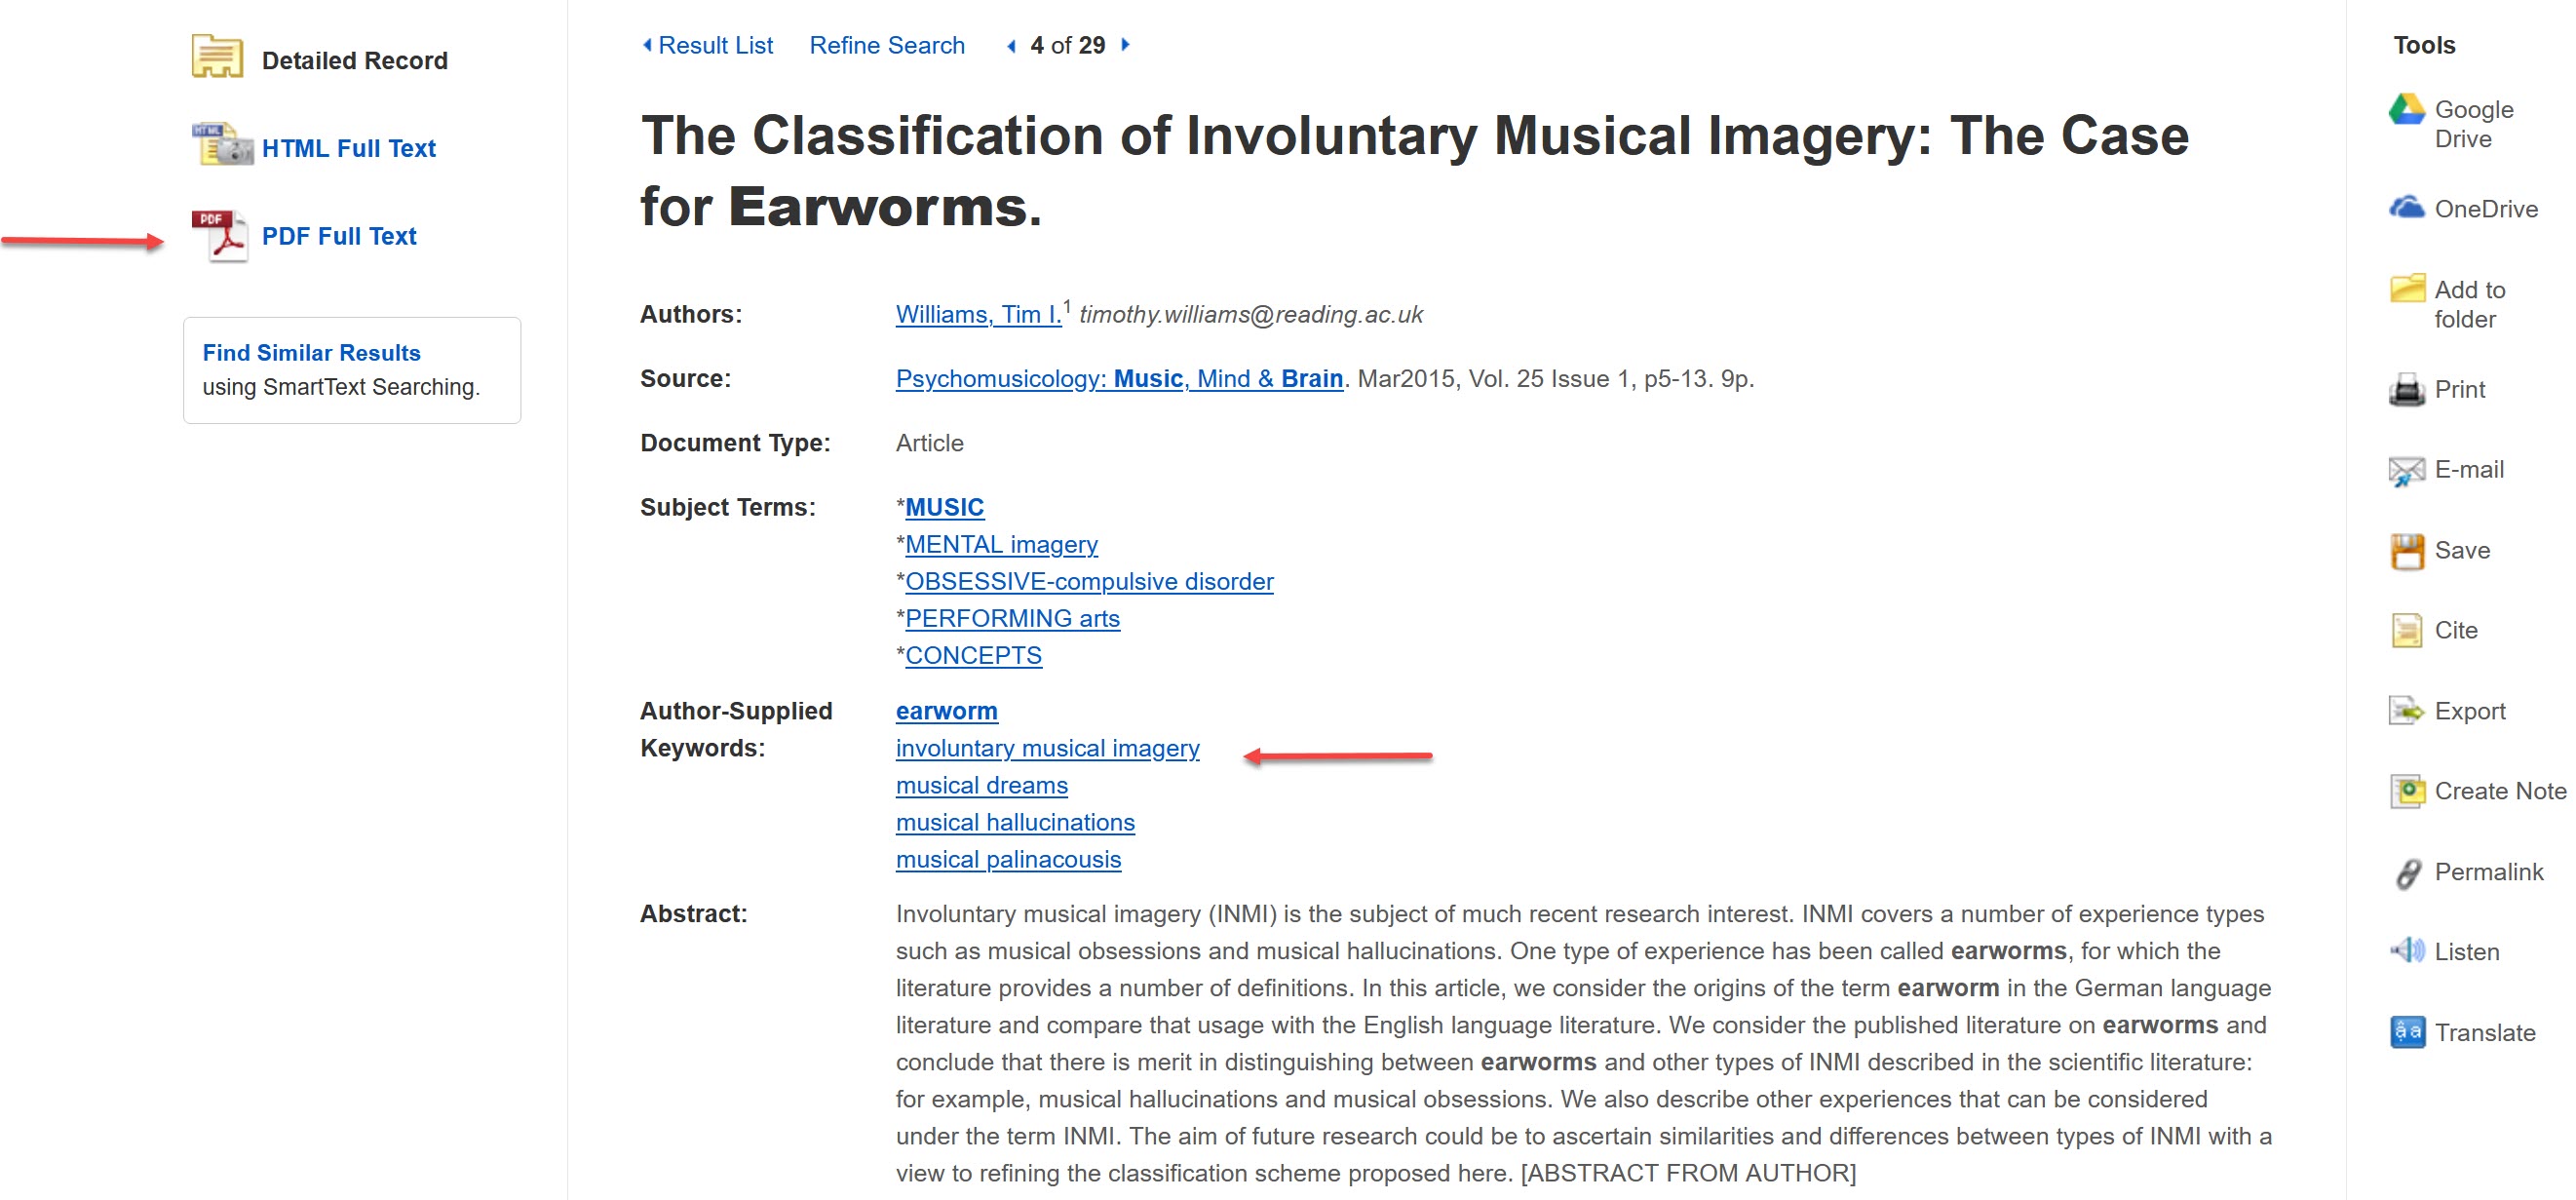 Detailed Record
HTML
HTML Full Text
PDF
PDF Full Text
Find Similar Results
using SmartText Searching.
Result List Refine Search 4 of 29
The Classification of Involuntary Musical Imagery: The Case
for Earworms.
Authors: Williams, Tim I.1 timothy.williams@reading.ac.uk
Source: Psychomusicology: Music, Mind & Brain. Mar2015, Vol. 25 Issue 1, p5-13. 9p.
Document Type: Article
Subject Terms: *MUSIC
*MENTAL imagery
*OBSESSIVE-compulsive disorder
*PERFORMING arts
*CONCEPTS
Author-Supplied earworm
Keywords: involuntary musical imagery
musical dreams
musical hallucinations
musical palinacousis
Abstract: Involuntary musical imagery (INMI) is the subject of much recent research interest. INMI covers a number of experience types
such as musical obsessions and musical hallucinations. One type of experience has been called earworms, for which the
literature provides a number of definitions. In this article, we consider the origins of the term earworm in the German language
literature and compare that usage with the English language literature. We consider the published literature on earworms and
conclude that there is merit in distinguishing between earworms and other types of INMI described in the scientific literature:
for example, musical hallucinations and musical obsessions. We also describe other experiences that can be considered
under the term INMI. The aim of future research could be to ascertain similarities and differences between types of INMI with a
view to refining the classification scheme proposed here. [ABSTRACT FROM AUTHOR]
Tools
Google
Drive
OneDrive
Add to
folder
Print
E-mail
Save
Cite
Export
Create Note
Permalink
Listen
Translate